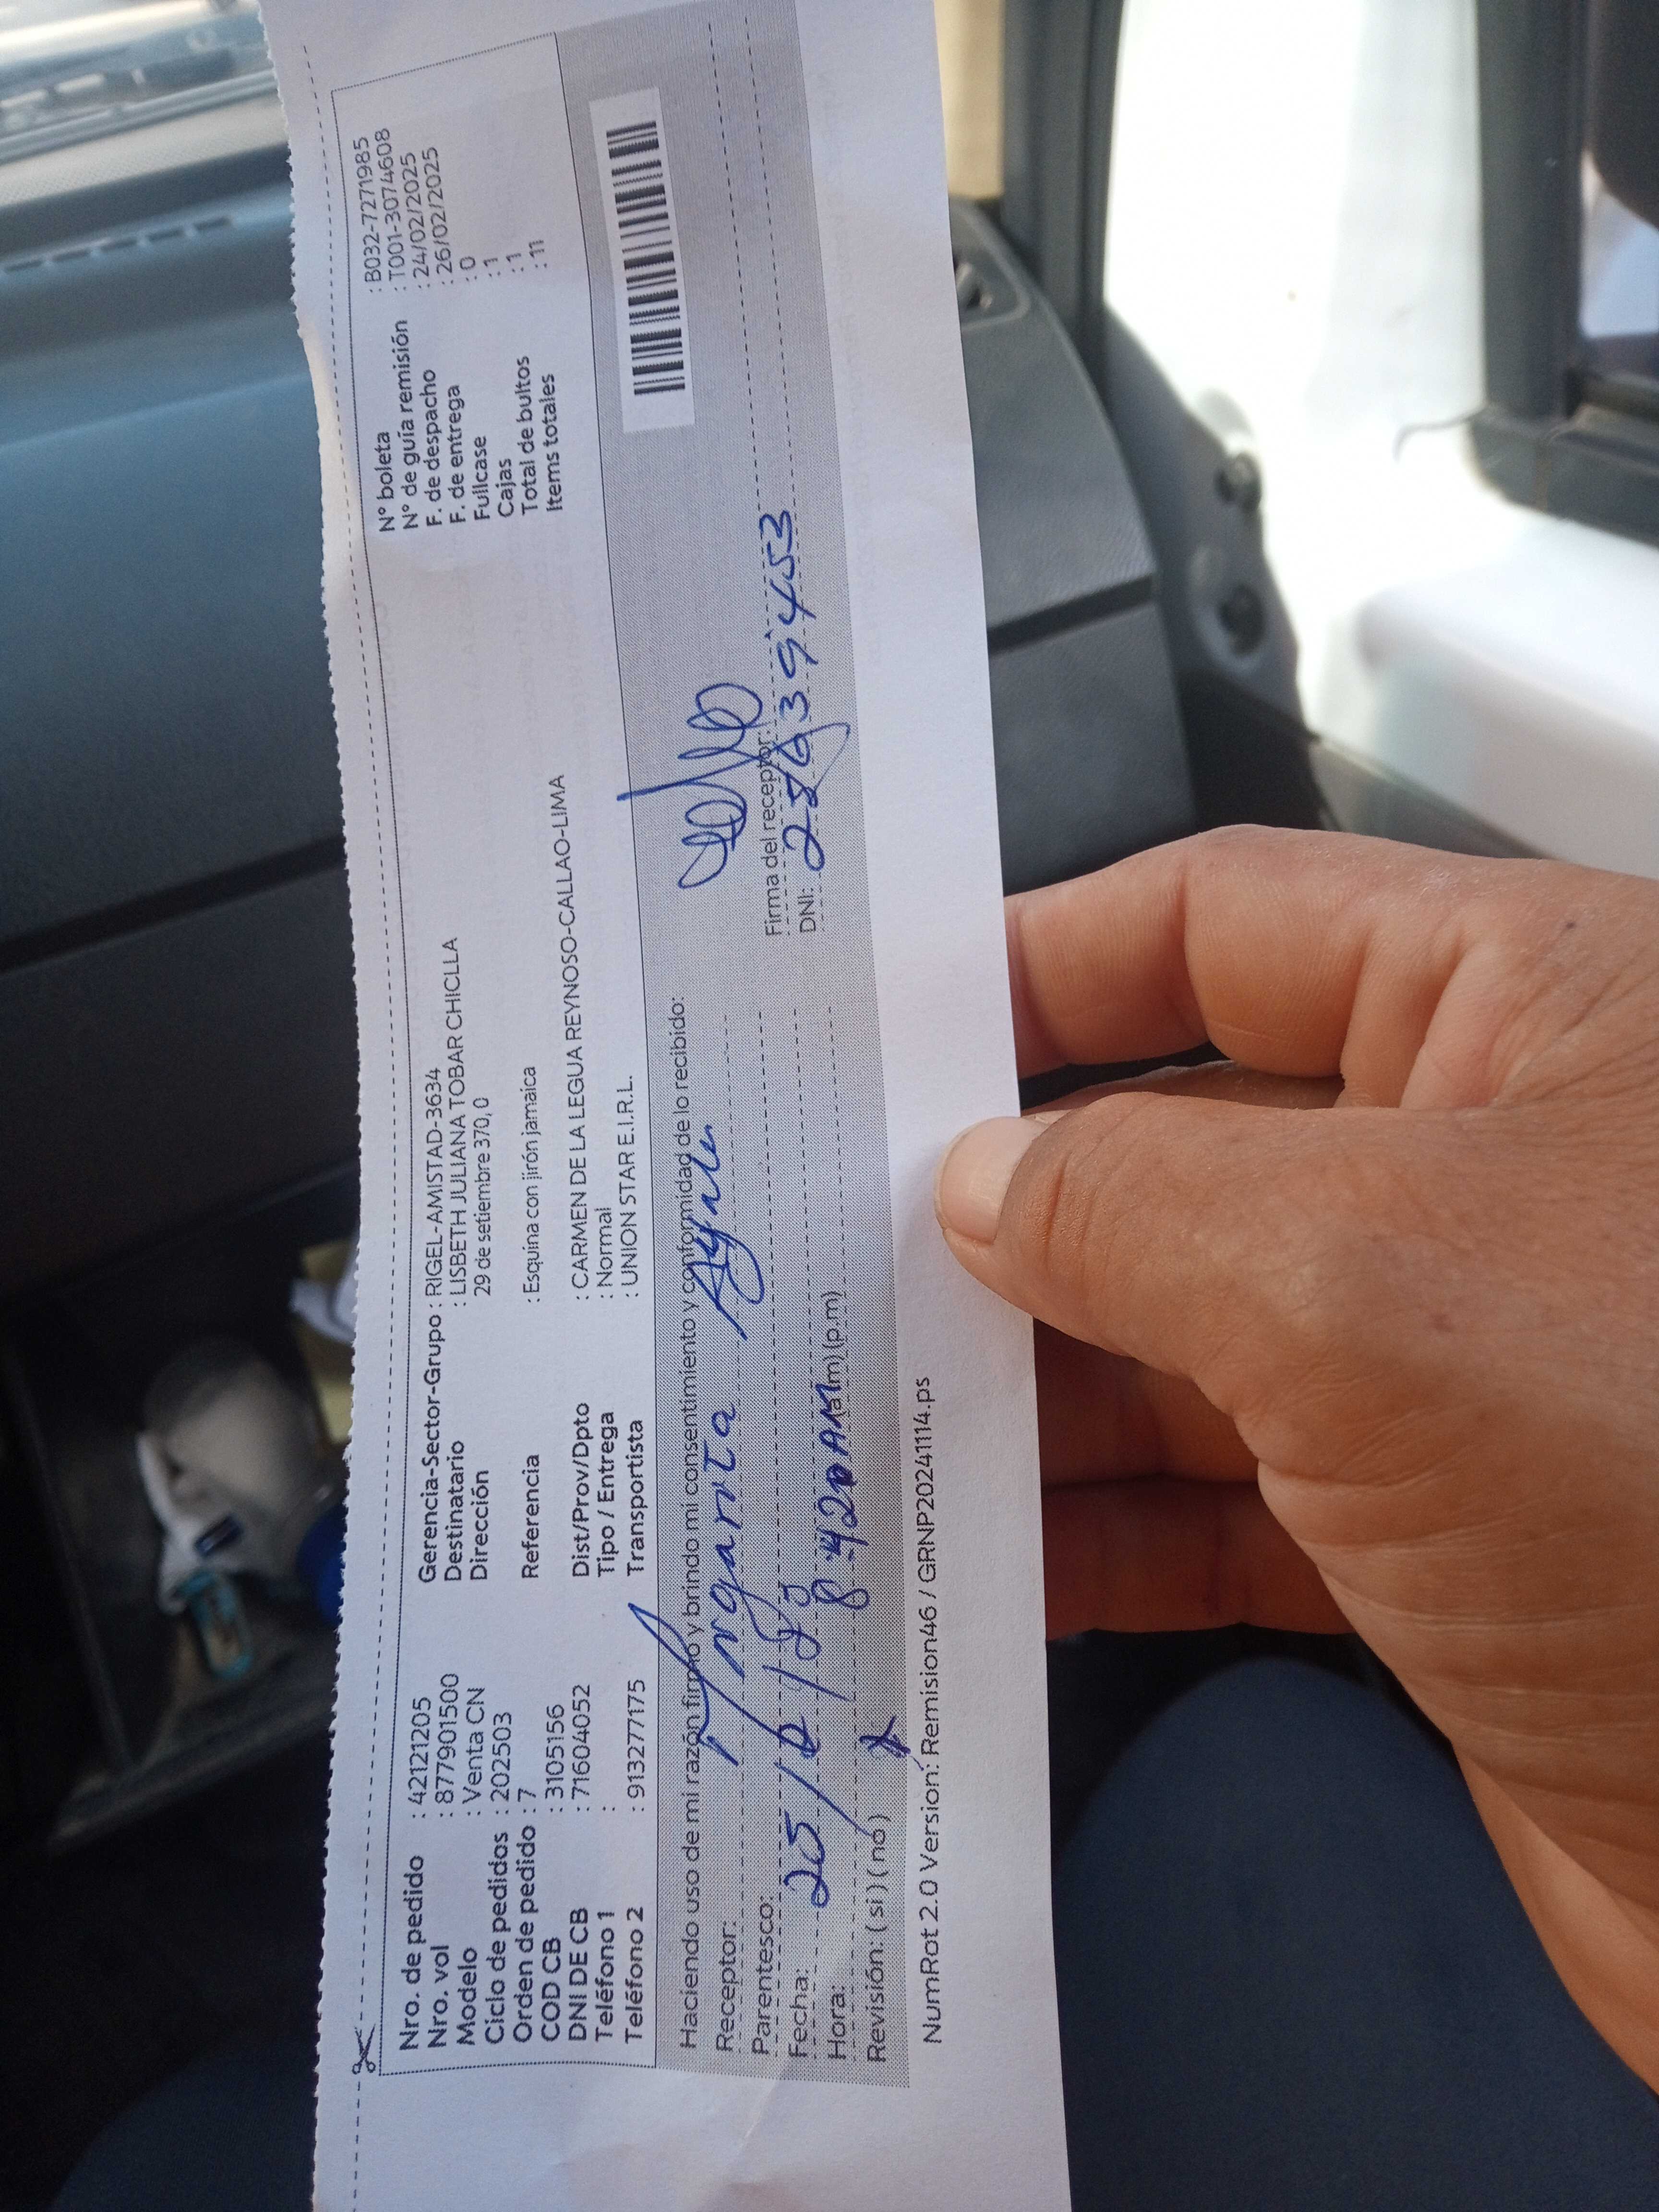 Nro. de pedido : 42121205
Nro. vol : 877901500
Modelo : Venta CN
Ciclo de pedidos : 202503
Orden de pedido : 7
COD CB : 3105156
DNI DE CB : 71604052
Teléfono 1 :
Teléfono 2 : 913277175
Gerencia-Sector-Grupo : RIGEL-AMISTAD-3634
Destinatario : LISBETH JULIANA TOBAR CHICLLA
Dirección 29 de setiembre 370, 0
Referencia : Esquina con jirón jamaica
Dist/Prov/Dpto : CARMEN DE LA LEGUA REYNOSO-CALLAO-LIMA
Tipo / Entrega : Normal
Transportista : UNION STAR E.I.R.L.
N° boleta : B032-7271985
N° de guía remisión : T001-3074608
F. de despacho : 24/02/2025
F. de entrega : 26/02/2025
Fullcase : 0
Cajas : 1
Total de bultos : 1
Items totales : 11
Haciendo uso de mi razón firmo y brindo mi consentimiento y conformidad de lo recibido:
Receptor:
Parentesco:
Fecha: 25/
Hora: 8:420 AM (a.m) (p.m)
Revisión: ( si ) ( no )
Firma del receptor:
DNI:
NumRot 2.0 Version: Remision46 / GRNP20241114.ps